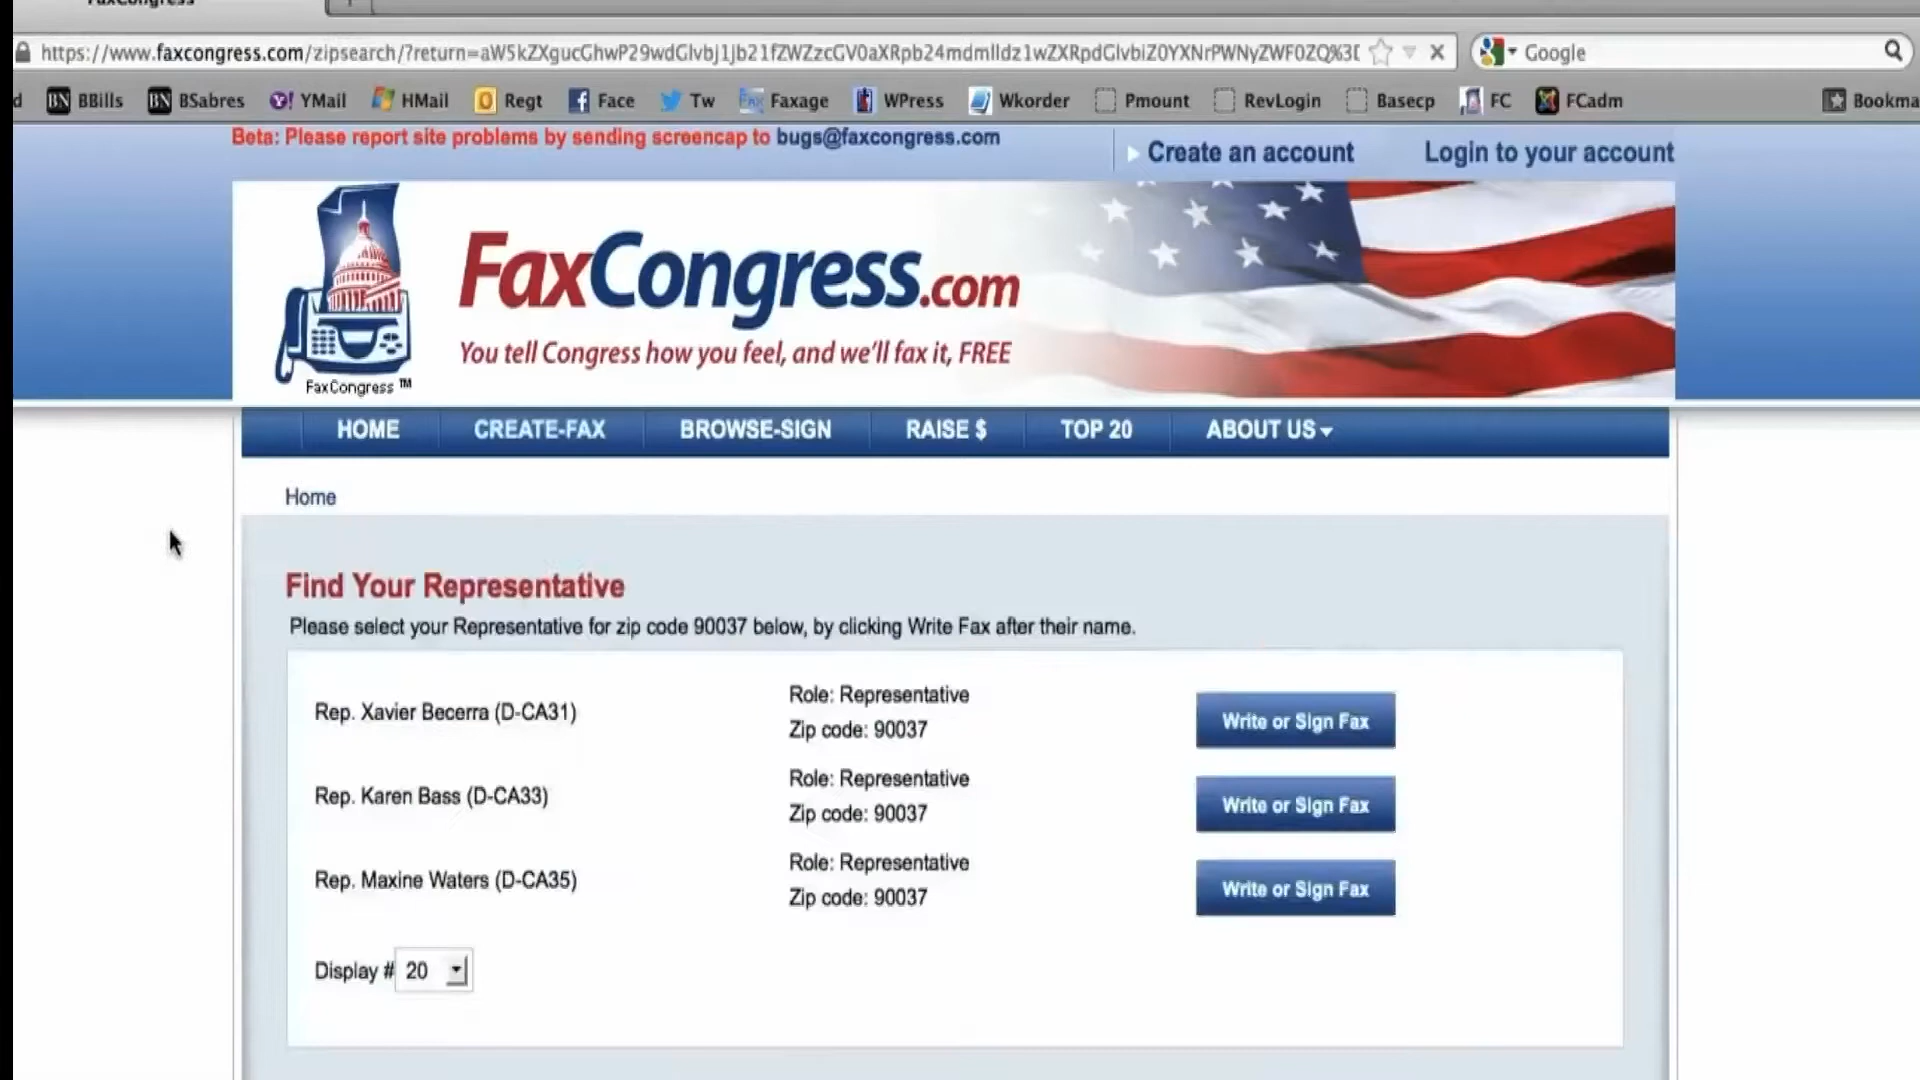 FaxCongress
https://www.faxcongress.com/zipsearch/?return=aW5kZXgucGhwP29wdGlvbj1jb21fZWZzcGV0aXRpb24mdmlldz1wZXRpdGlvbiZ0YXNrPWNyZWF0ZQ%3D
Google
BBills BSabres YMail HMail Regt Face Tw Faxage WPress Wkorder Pmount RevLogin Basecp FC FCadm Bookma
Beta: Please report site problems by sending screencap to bugs@faxcongress.com
Create an account Login to your account
FaxCongress.com
You tell Congress how you feel, and we'll fax it, FREE
FaxCongress ™
HOME CREATE-FAX BROWSE-SIGN RAISE $ TOP 20 ABOUT US
Home
Find Your Representative
Please select your Representative for zip code 90037 below, by clicking Write Fax after their name.
Rep. Xavier Becerra (D-CA31)
Role: Representative
Zip code: 90037
Write or Sign Fax
Rep. Karen Bass (D-CA33)
Role: Representative
Zip code: 90037
Write or Sign Fax
Rep. Maxine Waters (D-CA35)
Role: Representative
Zip code: 90037
Write or Sign Fax
Display # 20